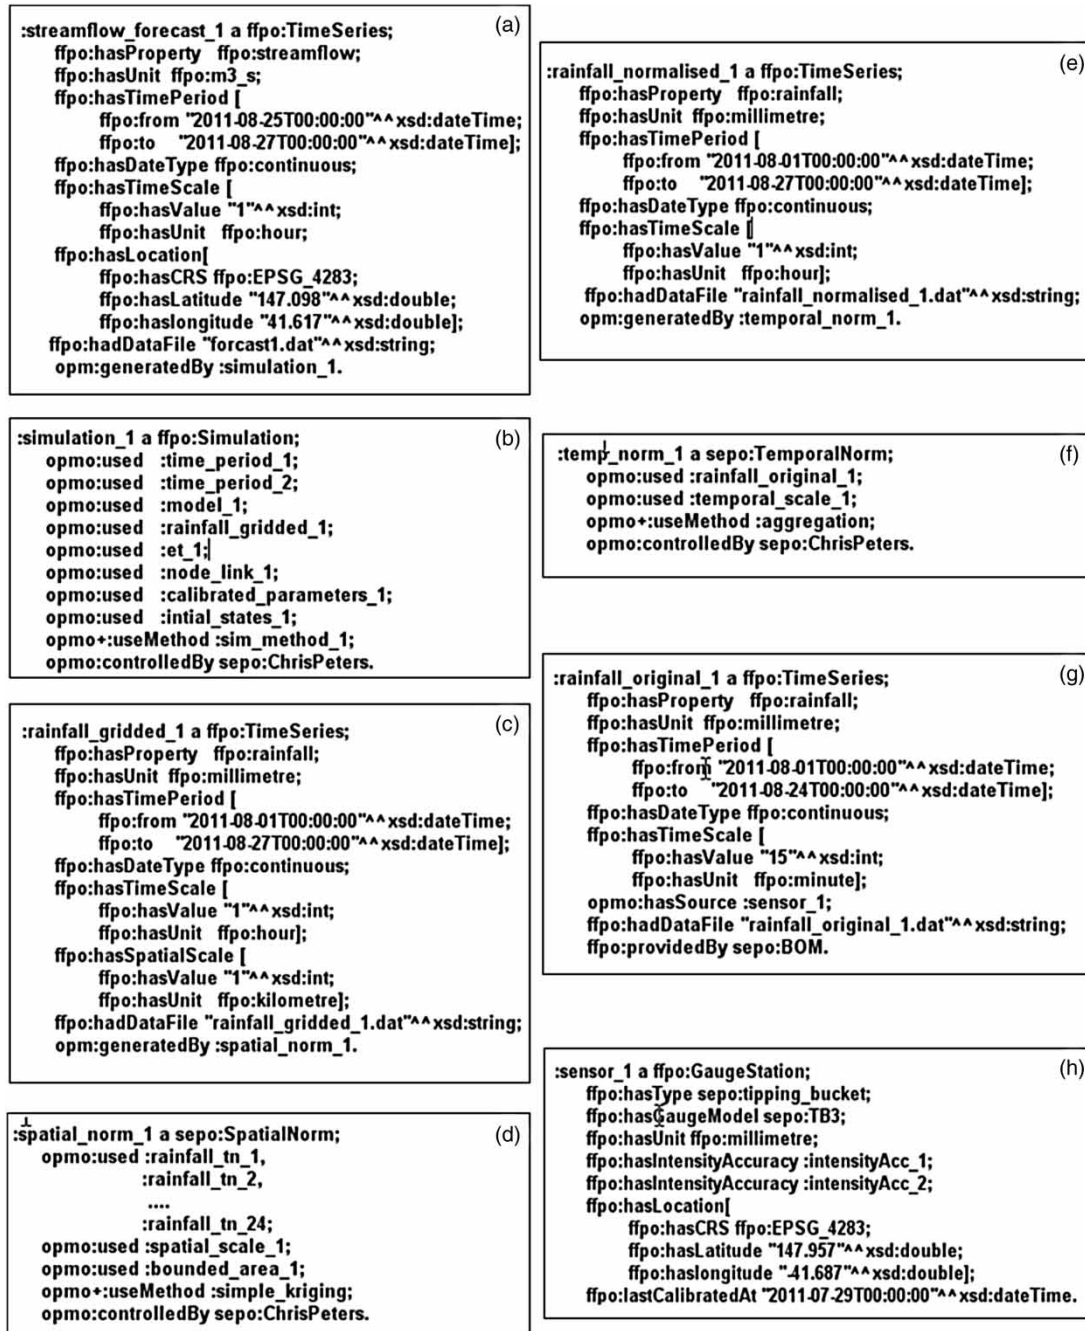 (a)
:streamflow_forecast_1 a ffpo:TimeSeries;
ffpo:hasProperty ffpo:streamflow;
ffpo:hasUnit ffpo:m3_s;
ffpo:hasTimePeriod [
ffpo:from "2011-08-25T00:00:00"^^xsd:dateTime;
ffpo:to "2011-08-27T00:00:00"^^xsd:dateTime];
ffpo:hasDateType ffpo:continuous;
ffpo:hasTimeScale [
ffpo:hasValue "1"^^xsd:int;
ffpo:hasUnit ffpo:hour;
ffpo:hasLocation[
ffpo:hasCRS ffpo:EPSG_4283;
ffpo:hasLatitude "147.098"^^xsd:double;
ffpo:haslongitude "41.617"^^xsd:double];
ffpo:hadDataFile "forcast1.dat"^^xsd:string;
opm:generatedBy :simulation_1.
(b)
:simulation_1 a ffpo:Simulation;
opmo:used :time_period_1;
opmo:used :time_period_2;
opmo:used :model_1;
opmo:used :rainfall_gridded_1;
opmo:used :et_1;
opmo:used :node_link_1;
opmo:used :calibrated_parameters_1;
opmo:used :intial_states_1;
opmo+:useMethod :sim_method_1;
opmo:controlledBy sepo:ChrisPeters.
(c)
:rainfall_gridded_1 a ffpo:TimeSeries;
ffpo:hasProperty ffpo:rainfall;
ffpo:hasUnit ffpo:millimetre;
ffpo:hasTimePeriod [
ffpo:from "2011-08-01T00:00:00"^^xsd:dateTime;
ffpo:to "2011-08-27T00:00:00"^^xsd:dateTime];
ffpo:hasDateType ffpo:continuous;
ffpo:hasTimeScale [
ffpo:hasValue "1"^^xsd:int;
ffpo:hasUnit ffpo:hour];
ffpo:hasSpatialScale [
ffpo:hasValue "1"^^xsd:int;
ffpo:hasUnit ffpo:kilometre];
ffpo:hadDataFile "rainfall_gridded_1.dat"^^xsd:string;
opm:generatedBy :spatial_norm_1.
(d)
:spatial_norm_1 a sepo:SpatialNorm;
opmo:used :rainfall_tn_1,
:rainfall_tn_2,
....
:rainfall_tn_24;
opmo:used :spatial_scale_1;
opmo:used :bounded_area_1;
opmo+:useMethod :simple_kriging;
opmo:controlledBy sepo:ChrisPeters.
(e)
:rainfall_normalised_1 a ffpo:TimeSeries;
ffpo:hasProperty ffpo:rainfall;
ffpo:hasUnit ffpo:millimetre;
ffpo:hasTimePeriod [
ffpo:from "2011-08-01T00:00:00"^^xsd:dateTime;
ffpo:to "2011-08-27T00:00:00"^^xsd:dateTime];
ffpo:hasDateType ffpo:continuous;
ffpo:hasTimeScale [
ffpo:hasValue "1"^^xsd:int;
ffpo:hasUnit ffpo:hour];
ffpo:hadDataFile "rainfall_normalised_1.dat"^^xsd:string;
opm:generatedBy :temporal_norm_1.
(f)
:temp_norm_1 a sepo:TemporalNorm;
opmo:used :rainfall_original_1;
opmo:used :temporal_scale_1;
opmo+:useMethod :aggregation;
opmo:controlledBy sepo:ChrisPeters.
(g)
:rainfall_original_1 a ffpo:TimeSeries;
ffpo:hasProperty ffpo:rainfall;
ffpo:hasUnit ffpo:millimetre;
ffpo:hasTimePeriod [
ffpo:from "2011-08-01T00:00:00"^^xsd:dateTime;
ffpo:to "2011-08-24T00:00:00"^^xsd:dateTime];
ffpo:hasDateType ffpo:continuous;
ffpo:hasTimeScale [
ffpo:hasValue "15"^^xsd:int;
ffpo:hasUnit ffpo:minute];
opmo:hasSource :sensor_1;
ffpo:hadDataFile "rainfall_original_1.dat"^^xsd:string;
ffpo:providedBy sepo:BOM.
(h)
:sensor_1 a ffpo:GaugeStation;
ffpo:hasType sepo:tipping_bucket;
ffpo:hasGaugeModel sepo:TB3;
ffpo:hasUnit ffpo:millimetre;
ffpo:hasIntensityAccuracy :intensityAcc_1;
ffpo:hasIntensityAccuracy :intensityAcc_2;
ffpo:hasLocation[
ffpo:hasCRS ffpo:EPSG_4283;
ffpo:hasLatitude "147.957"^^xsd:double;
ffpo:haslongitude "-41.687"^^xsd:double];
ffpo:lastCalibratedAt "2011-07-29T00:00:00"^^xsd:dateTime.